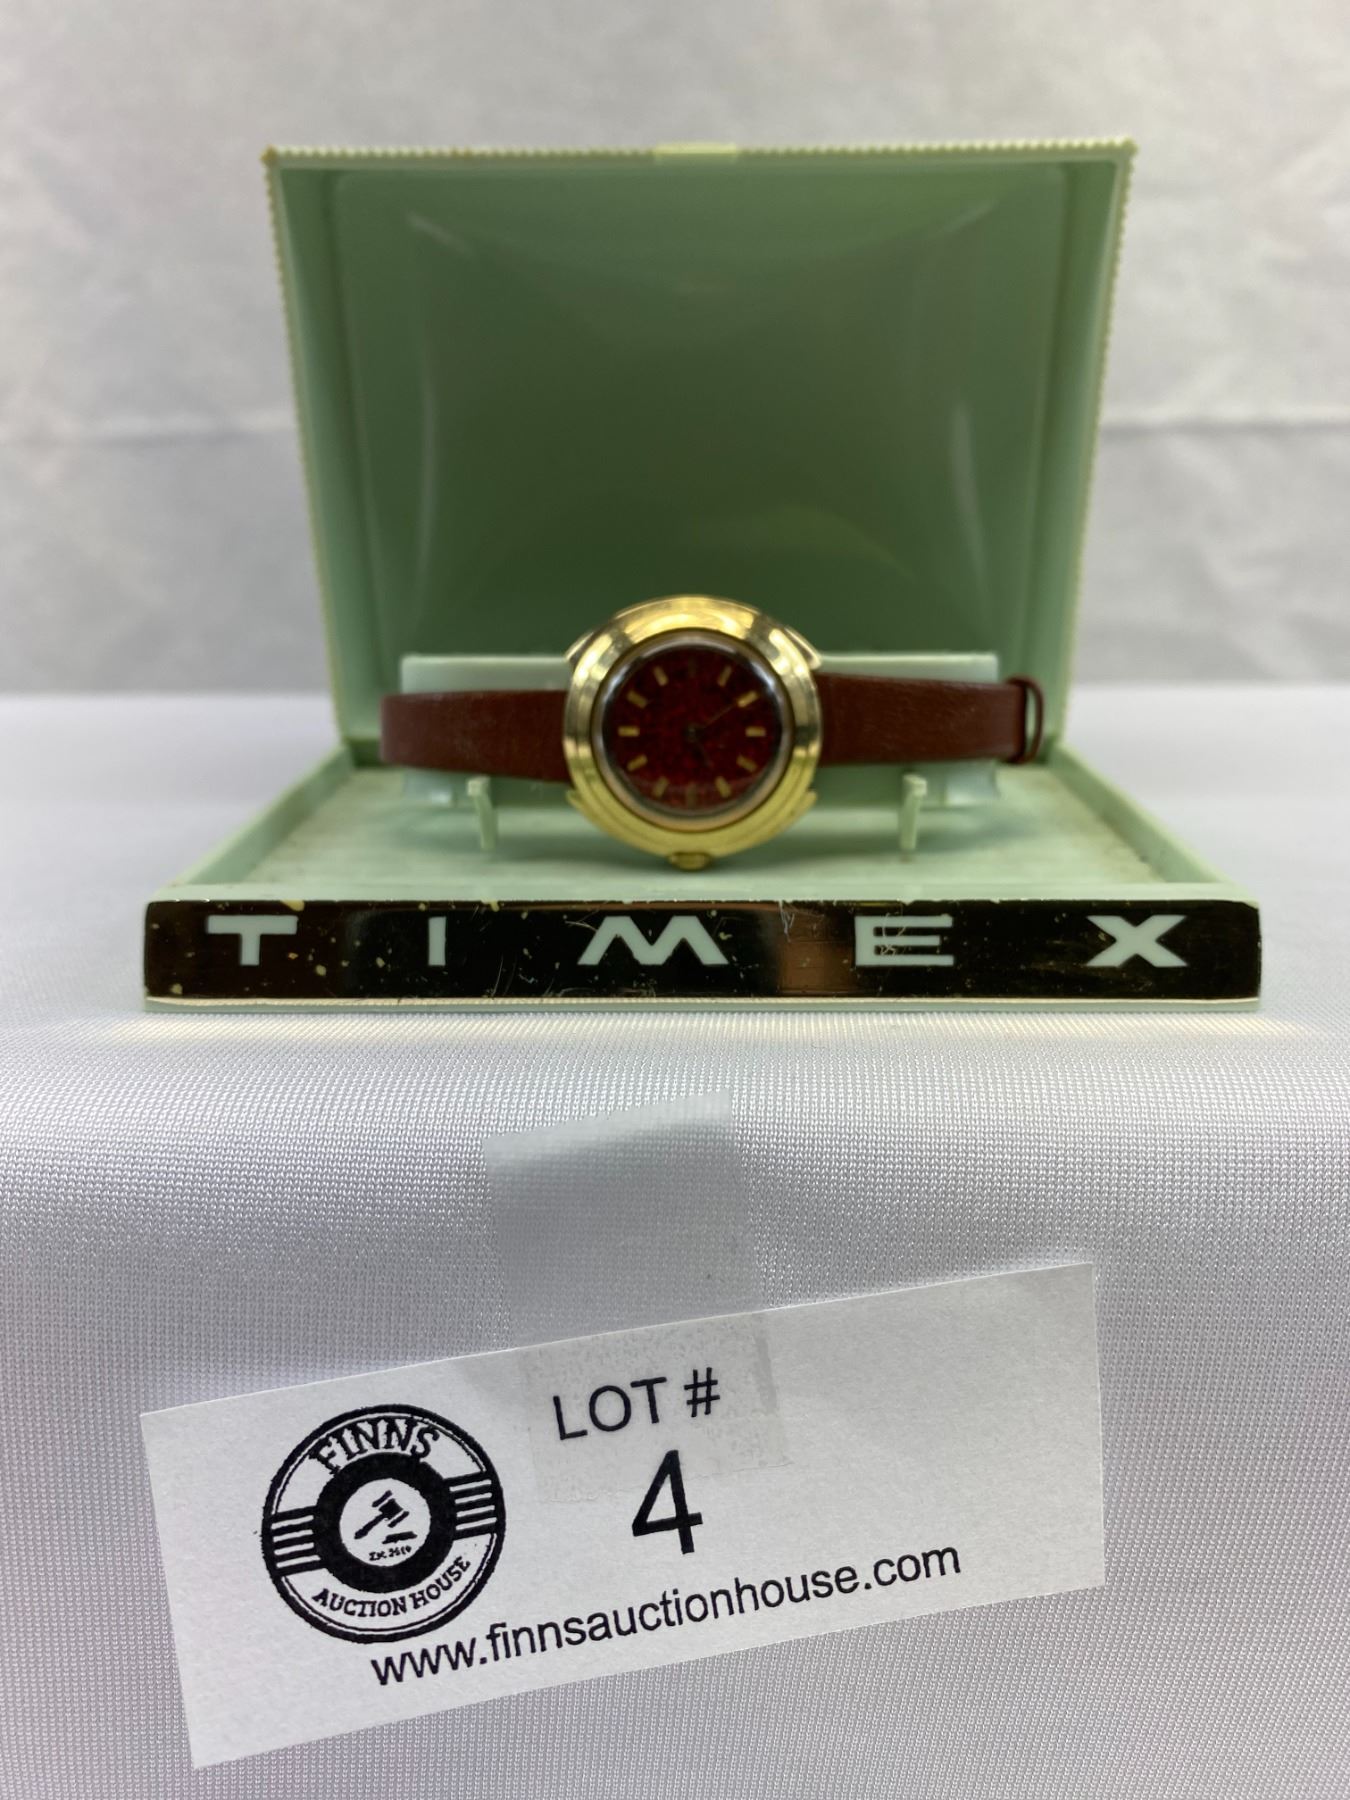 TIMEX
LOT #
4
FINNS
AUCTION HOUSE
www.finnsauctionhouse.com